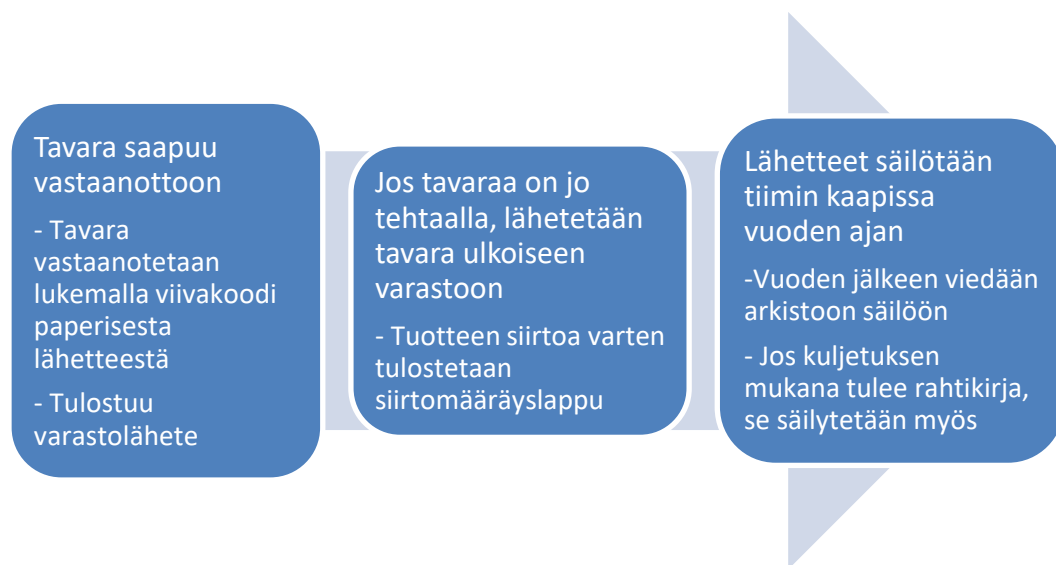 Tavara saapuu
vastaanottoon
- Tavara
vastaanotetaan
lukemalla viivakoodi
paperisesta
lähetteestä
- Tulostuu
varastolähete
Jos tavaraa on jo
tehtaalla, lähetetään
tavara ulkoiseen
varastoon
- Tuotteen siirtoa varten
tulostetaan
siirtomääräyslappu
Lähetteet säilötään
tiimin kaapissa
vuoden ajan
-Vuoden jälkeen viedään
arkistoon säilöön
- Jos kuljetuksen
mukana tulee rahtikirja,
se säilytetään myös